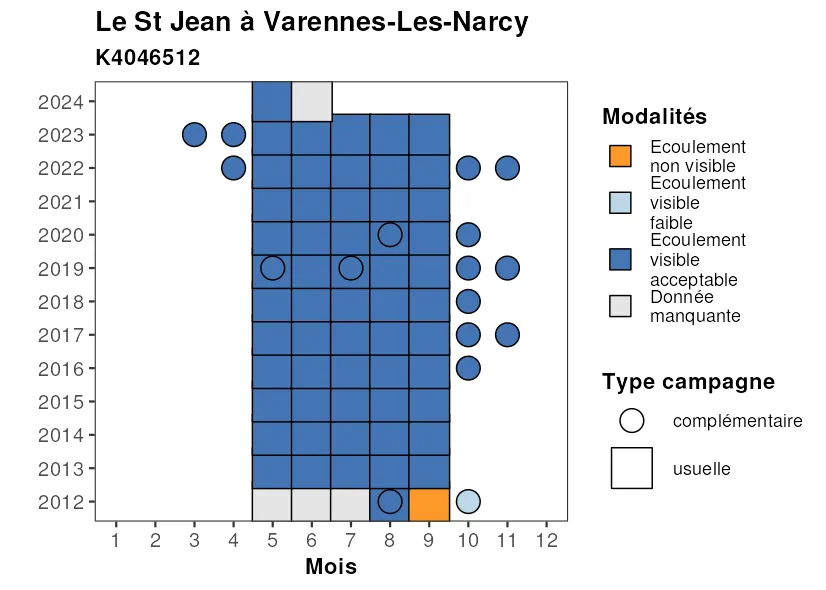 Le St Jean à Varennes-Les-Narcy
K4046512
2024
2023
2022
2021
2020
2019
2018
2017
2016
2015
2014
2013
2012
1 2 3 4 5 6 7 8 9 10 11 12
Mois
Modalités
Ecoulement
non visible
Ecoulement
visible
faible
Ecoulement
visible
acceptable
Donnée
manquante
Type campagne
complémentaire
usuelle